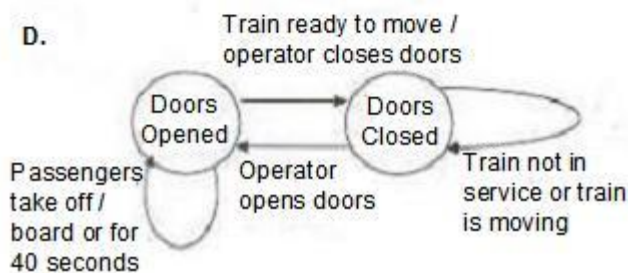 D.
Train ready to move /
operator closes doors
Doors
Opened
Doors
Closed
Passengers
take off /
board or for
40 seconds
Operator
opens doors
Train not in
service or train
is moving